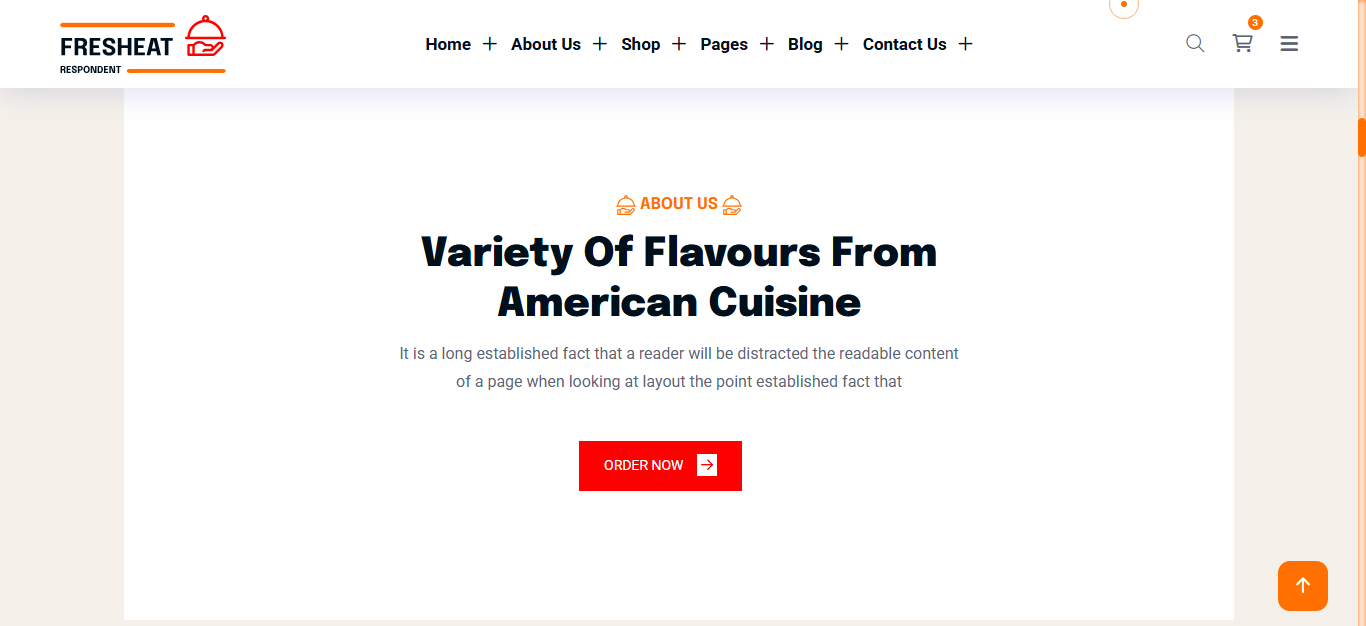 FRESHEAT
RESPONDENT
Home About Us Shop Pages Blog Contact Us
3
ABOUT US
Variety Of Flavours From
American Cuisine
It is a long established fact that a reader will be distracted the readable content
of a page when looking at layout the point established fact that
ORDER NOW